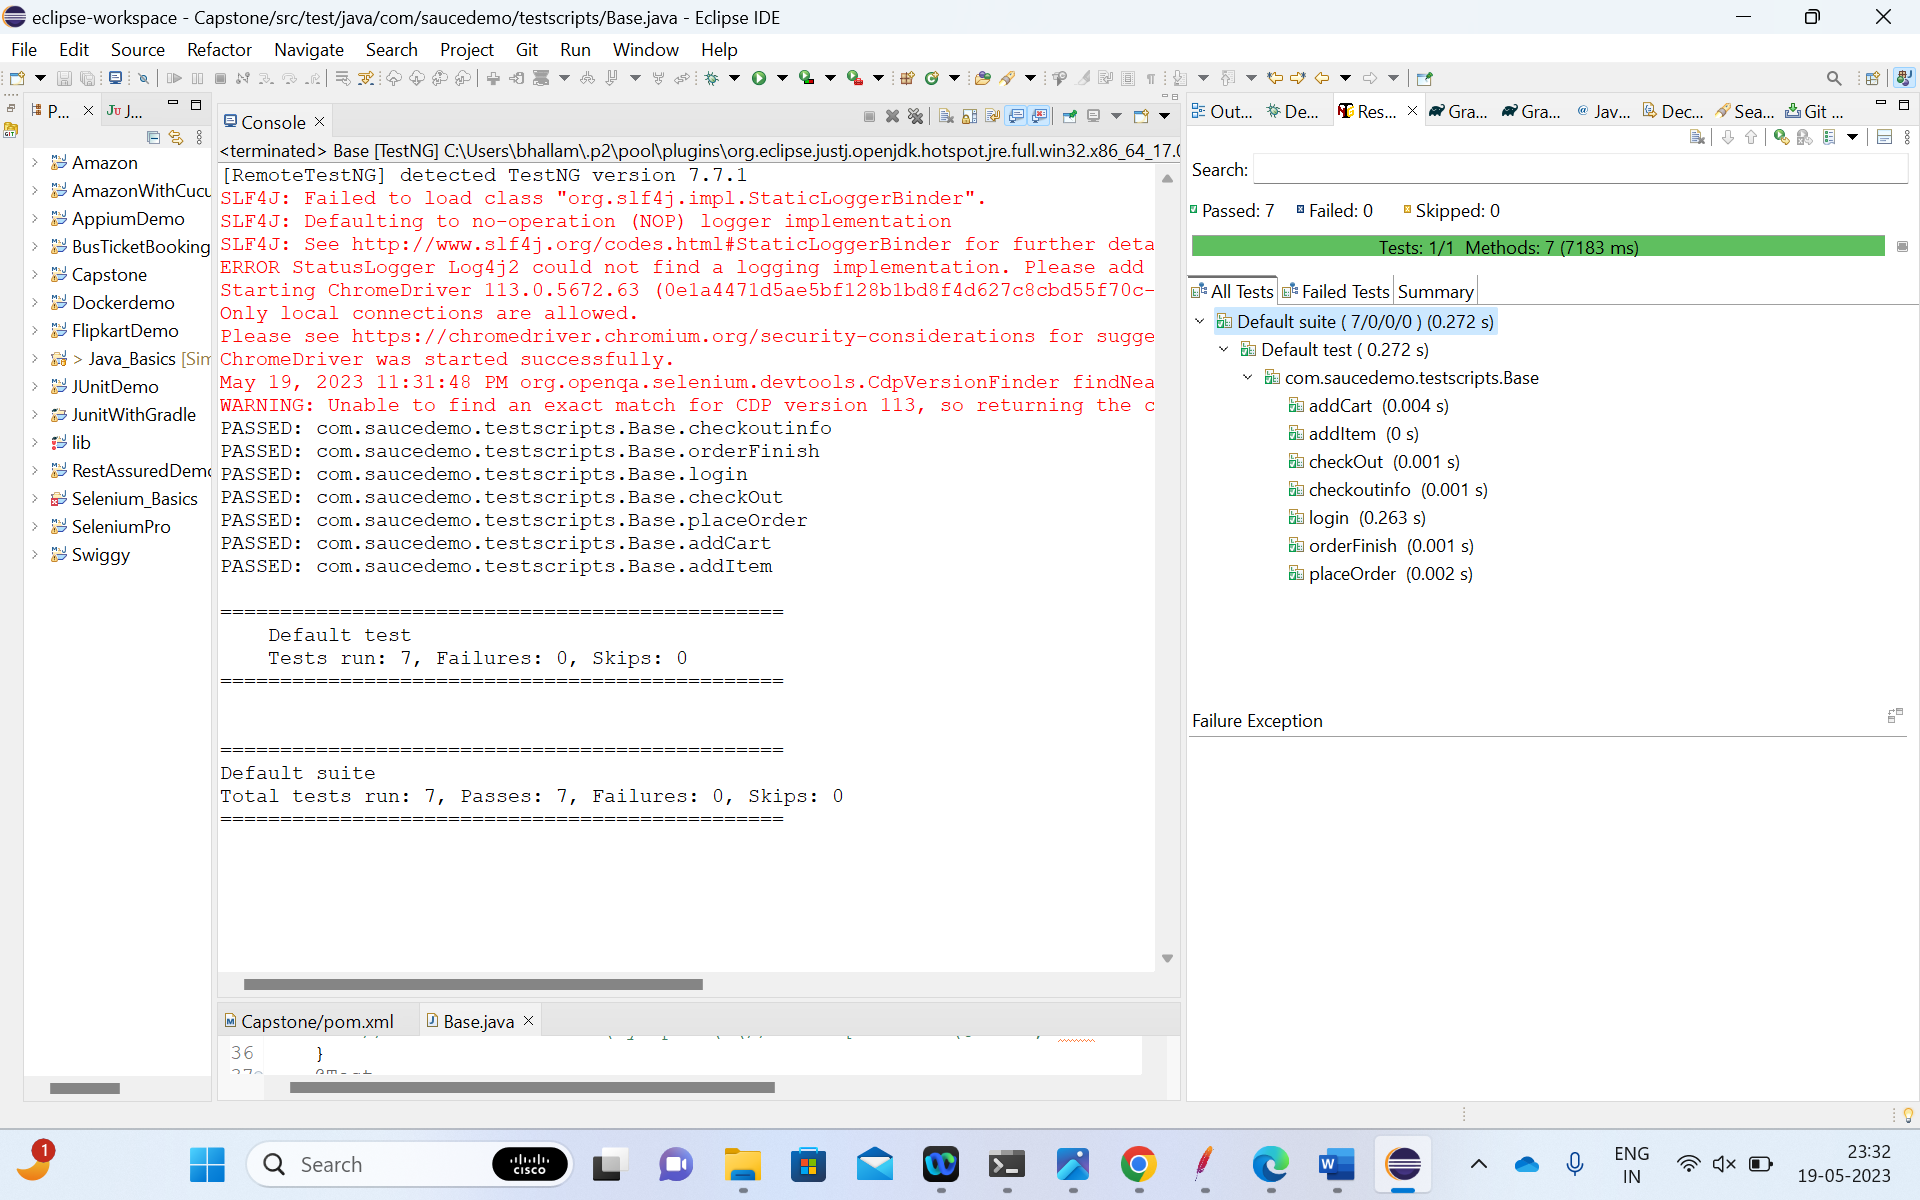 eclipse-workspace - Capstone/src/test/java/com/saucedemo/testscripts/Base.java - Eclipse IDE
File Edit Source Refactor Navigate Search Project Git Run Window Help
P... Ju J...
Amazon
AmazonWithCucu
AppiumDemo
BusTicketBooking
Capstone
Dockerdemo
FlipkartDemo
> Java_Basics [Sim
JUnitDemo
JunitWithGradle
lib
RestAssuredDemo
Selenium_Basics
SeleniumPro
Swiggy
Console
<terminated> Base [TestNG] C:\Users\bhallam\.p2\pool\plugins\org.eclipse.justj.openjdk.hotspot.jre.full.win32.x86_64_17.0
[RemoteTestNG] detected TestNG version 7.7.1
SLF4J: Failed to load class "org.slf4j.impl.StaticLoggerBinder".
SLF4J: Defaulting to no-operation (NOP) logger implementation
SLF4J: See http://www.slf4j.org/codes.html#StaticLoggerBinder for further deta
ERROR StatusLogger Log4j2 could not find a logging implementation. Please add
Starting ChromeDriver 113.0.5672.63 (0e1a4471d5ae5bf128b1bd8f4d627c8cbd55f70c-
Only local connections are allowed.
Please see https://chromedriver.chromium.org/security-considerations for sugge
ChromeDriver was started successfully.
May 19, 2023 11:31:48 PM org.openqa.selenium.devtools.CdpVersionFinder findNea
WARNING: Unable to find an exact match for CDP version 113, so returning the c
PASSED: com.saucedemo.testscripts.Base.checkoutinfo
PASSED: com.saucedemo.testscripts.Base.orderFinish
PASSED: com.saucedemo.testscripts.Base.login
PASSED: com.saucedemo.testscripts.Base.checkOut
PASSED: com.saucedemo.testscripts.Base.placeOrder
PASSED: com.saucedemo.testscripts.Base.addCart
PASSED: com.saucedemo.testscripts.Base.addItem
===============================================
Default test
Tests run: 7, Failures: 0, Skips: 0
===============================================
===============================================
Default suite
Total tests run: 7, Passes: 7, Failures: 0, Skips: 0
===============================================
Capstone/pom.xml Base.java
36 }
Out... De... Res... Gra... Gra... Jav... Dec... Sea... Git ...
Search:
Passed: 7 Failed: 0 Skipped: 0
Tests: 1/1 Methods: 7 (7183 ms)
All Tests Failed Tests Summary
Default suite ( 7/0/0/0 ) (0.272 s)
Default test ( 0.272 s)
com.saucedemo.testscripts.Base
addCart (0.004 s)
addItem (0 s)
checkOut (0.001 s)
checkoutinfo (0.001 s)
login (0.263 s)
orderFinish (0.001 s)
placeOrder (0.002 s)
Failure Exception
1
Search
cisco
ENG
IN
23:32
19-05-2023